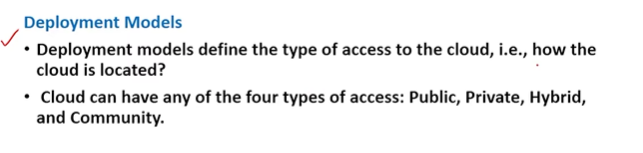 Deployment Models
• Deployment models define the type of access to the cloud, i.e., how the
cloud is located?
• Cloud can have any of the four types of access: Public, Private, Hybrid,
and Community.